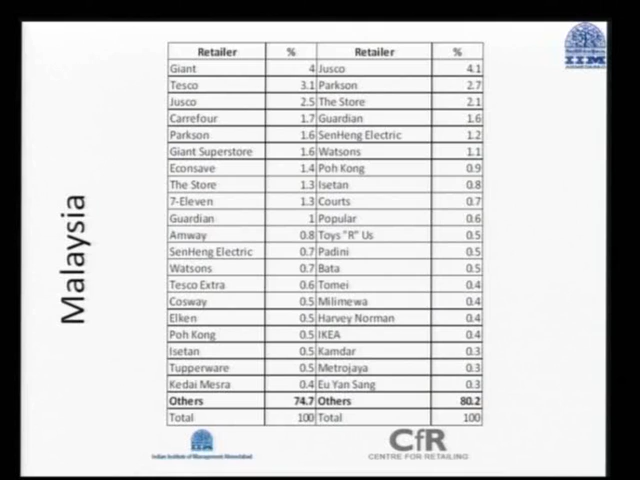 Malaysia
Retailer % Retailer %
Giant 4 Jusco 4.1
Tesco 3.1 Parkson 2.7
Jusco 2.5 The Store 2.1
Carrefour 1.7 Guardian 1.6
Parkson 1.6 SenHeng Electric 1.2
Giant Superstore 1.6 Watsons 1.1
Econsave 1.4 Poh Kong 0.9
The Store 1.3 Isetan 0.8
7-Eleven 1.3 Courts 0.7
Guardian 1 Popular 0.6
Amway 0.8 Toys "R" Us 0.5
SenHeng Electric 0.7 Padini 0.5
Watsons 0.7 Bata 0.5
Tesco Extra 0.6 Tomei 0.4
Cosway 0.5 Milimewa 0.4
Elken 0.5 Harvey Norman 0.4
Poh Kong 0.5 IKEA 0.4
Isetan 0.5 Kamdar 0.3
Tupperware 0.5 Metrojaya 0.3
Kedai Mesra 0.4 Eu Yan Sang 0.3
Others 74.7 Others 80.2
Total 100 Total 100
IIM
Indian Institute of Management Ahmedabad
CfR
CENTRE FOR RETAILING